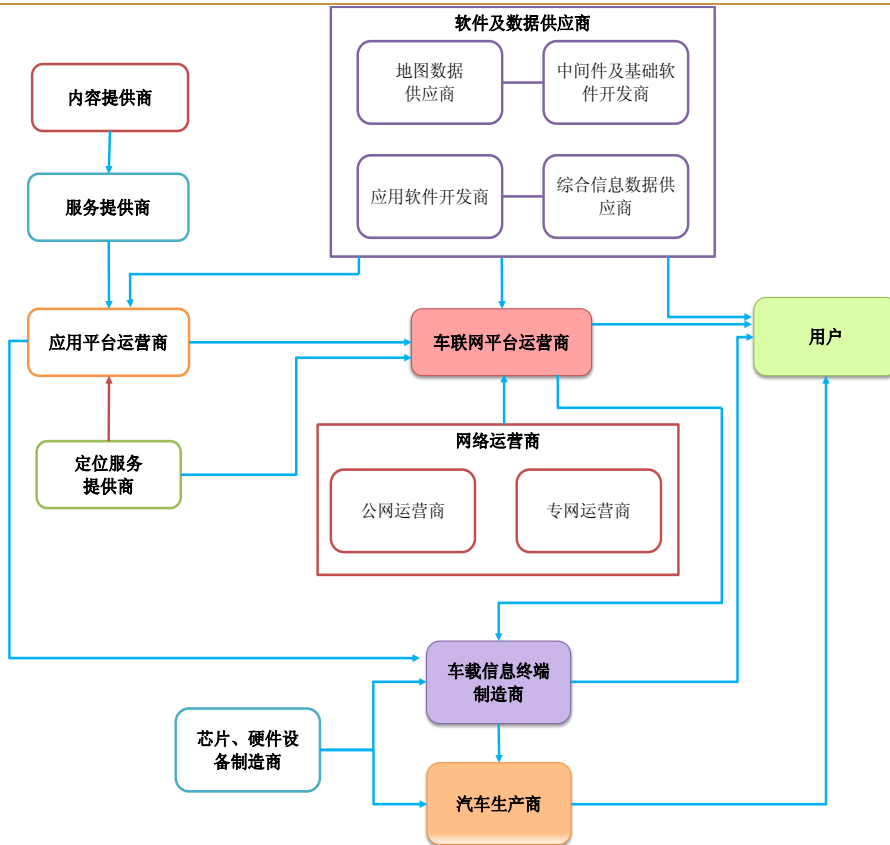 软件及数据供应商
地图数据
供应商
中间件及基础软
件开发商
内容提供商
应用软件开发商
综合信息数据供
应商
服务提供商
应用平台运营商
车联网平台运营商
用户
网络运营商
定位服务
提供商
公网运营商
专网运营商
车载信息终端
制造商
芯片、硬件设
备制造商
汽车生产商